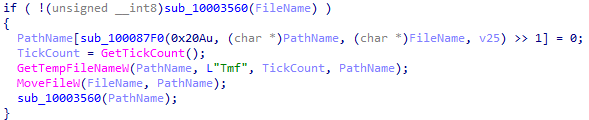 if ( !(unsigned __int8)sub_10003560(FileName) )
{
PathName[sub_100087F0(0x20Au, (char *)PathName, (char *)FileName, v25) >> 1] = 0;
TickCount = GetTickCount();
GetTempFileNameW(PathName, L"Tmf", TickCount, PathName);
MoveFileW(FileName, PathName);
sub_10003560(PathName);
}